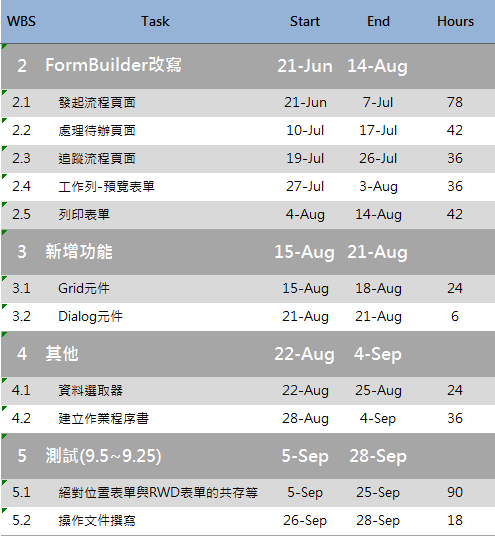 WBS Task Start End Hours
2 FormBuilder改寫 21-Jun 14-Aug
2.1 發起流程頁面 21-Jun 7-Jul 78
2.2 處理待辦頁面 10-Jul 17-Jul 42
2.3 追蹤流程頁面 19-Jul 26-Jul 36
2.4 工作列-預覽表單 27-Jul 3-Aug 36
2.5 列印表單 4-Aug 14-Aug 42
3 新增功能 15-Aug 21-Aug
3.1 Grid元件 15-Aug 18-Aug 24
3.2 Dialog元件 21-Aug 21-Aug 6
4 其他 22-Aug 4-Sep
4.1 資料選取器 22-Aug 25-Aug 24
4.2 建立作業程序書 28-Aug 4-Sep 36
5 測試(9.5~9.25) 5-Sep 28-Sep
5.1 絕對位置表單與RWD表單的共存等 5-Sep 25-Sep 90
5.2 操作文件撰寫 26-Sep 28-Sep 18